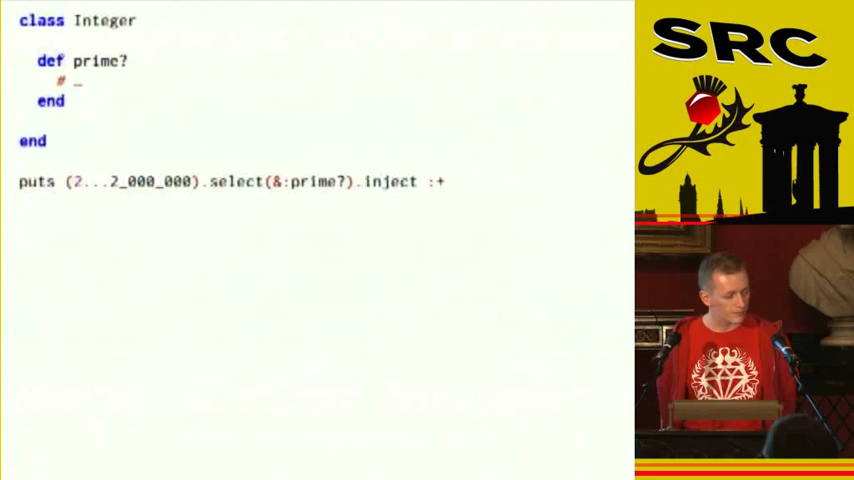 class Integer
def prime?
# _
end
end
puts (2...2_000_000).select(&:prime?).inject :+
SRC